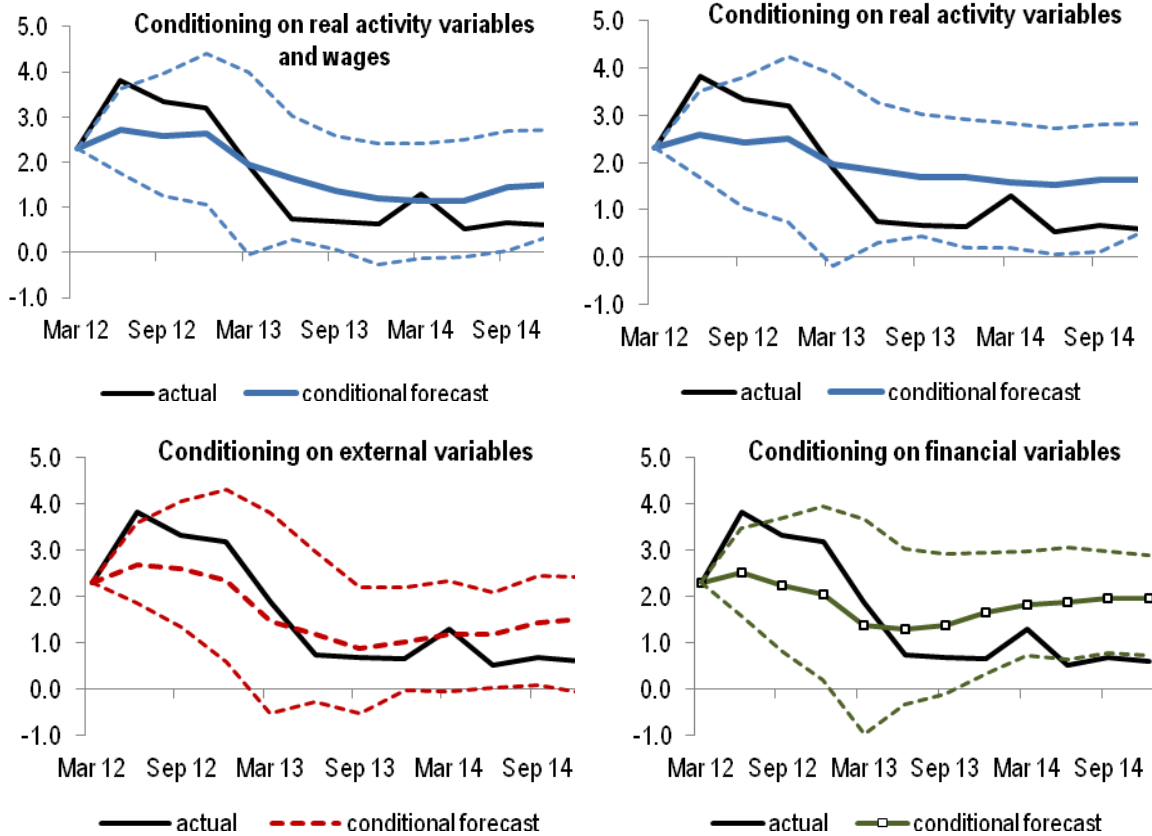 Conditioning on real activity variables
and wages
5.0
4.0
3.0
2.0
1.0
0.0
-1.0
Mar 12 Sep 12 Mar 13 Sep 13 Mar 14 Sep 14
actual conditional forecast
Conditioning on real activity variables
5.0
4.0
3.0
2.0
1.0
0.0
-1.0
Mar 12 Sep 12 Mar 13 Sep 13 Mar 14 Sep 14
actual conditional forecast
Conditioning on external variables
5.0
4.0
3.0
2.0
1.0
0.0
-1.0
Mar 12 Sep 12 Mar 13 Sep 13 Mar 14 Sep 14
actual conditional forecast
Conditioning on financial variables
5.0
4.0
3.0
2.0
1.0
0.0
-1.0
Mar 12 Sep 12 Mar 13 Sep 13 Mar 14 Sep 14
actual conditional forecast